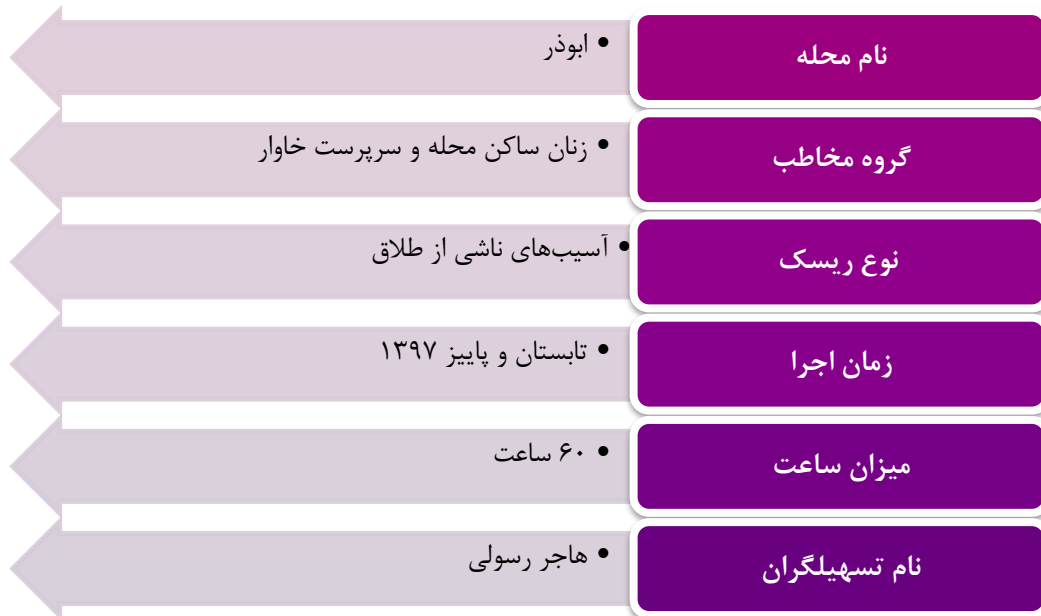 نام محله
• ابوذر
گروه مخاطب
• زنان ساکن محله و سرپرست خاوار
نوع ریسک
• آسیب‌های ناشی از طلاق
زمان اجرا
• تابستان و پاییز ۱۳۹۷
میزان ساعت
• ۶۰ ساعت
نام تسهیلگران
• هاجر رسولی